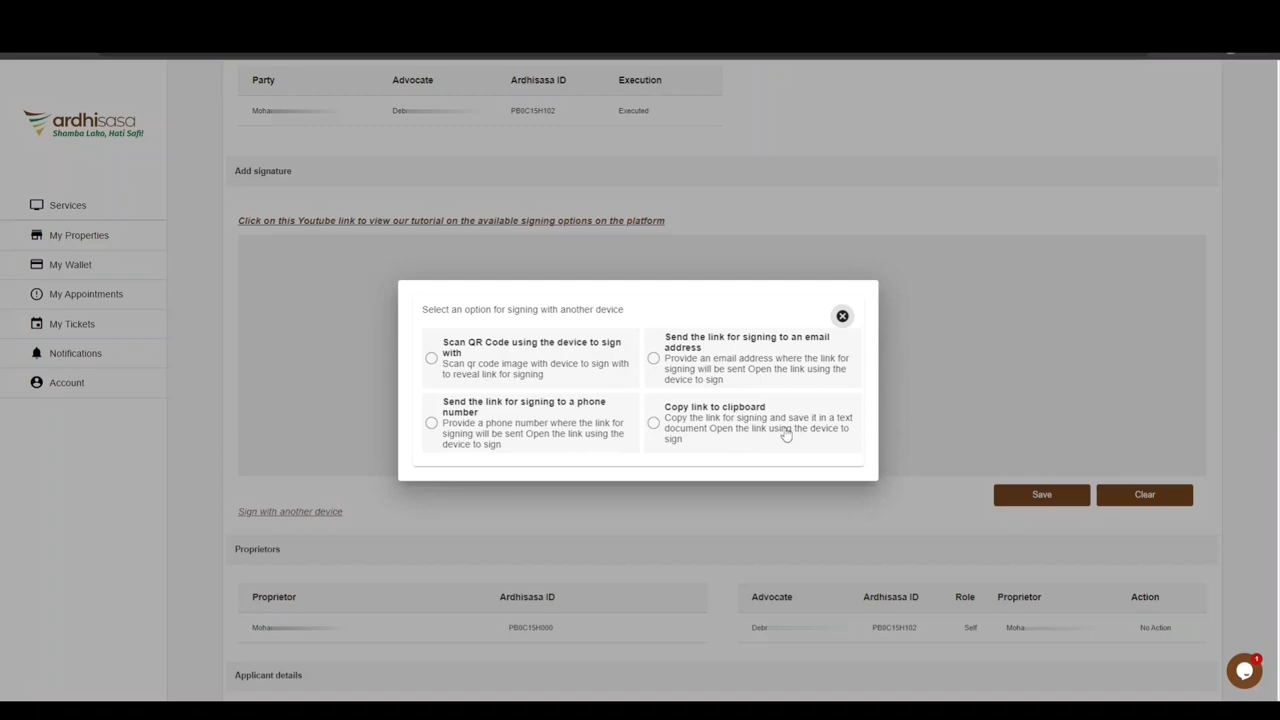 Party Advocate Ardhisasa ID Execution
PB0C15H102 Executed
ardhisasa
Shamba Lako, Hati Safi!
Add signature
Services
Click on this Youtube link to view our tutorial on the available signing options on the platform
My Properties
My Wallet
My Appointments
My Tickets
Notifications
Account
Select an option for signing with another device
Scan QR Code using the device to sign
with
Scan qr code image with device to sign with
to reveal link for signing
Send the link for signing to an email
address
Provide an email address where the link for
signing will be sent Open the link using the
device to sign
Send the link for signing to a phone
number
Provide a phone number where the link for
signing will be sent Open the link using the
device to sign
Copy link to clipboard
Copy the link for signing and save it in a text
document Open the link using the device to
sign
Save Clear
Sign with another device
Proprietors
Proprietor Ardhisasa ID
PB0C15H000
Advocate Ardhisasa ID Role Proprietor Action
PB0C15H102 Self No Action
Applicant details
1